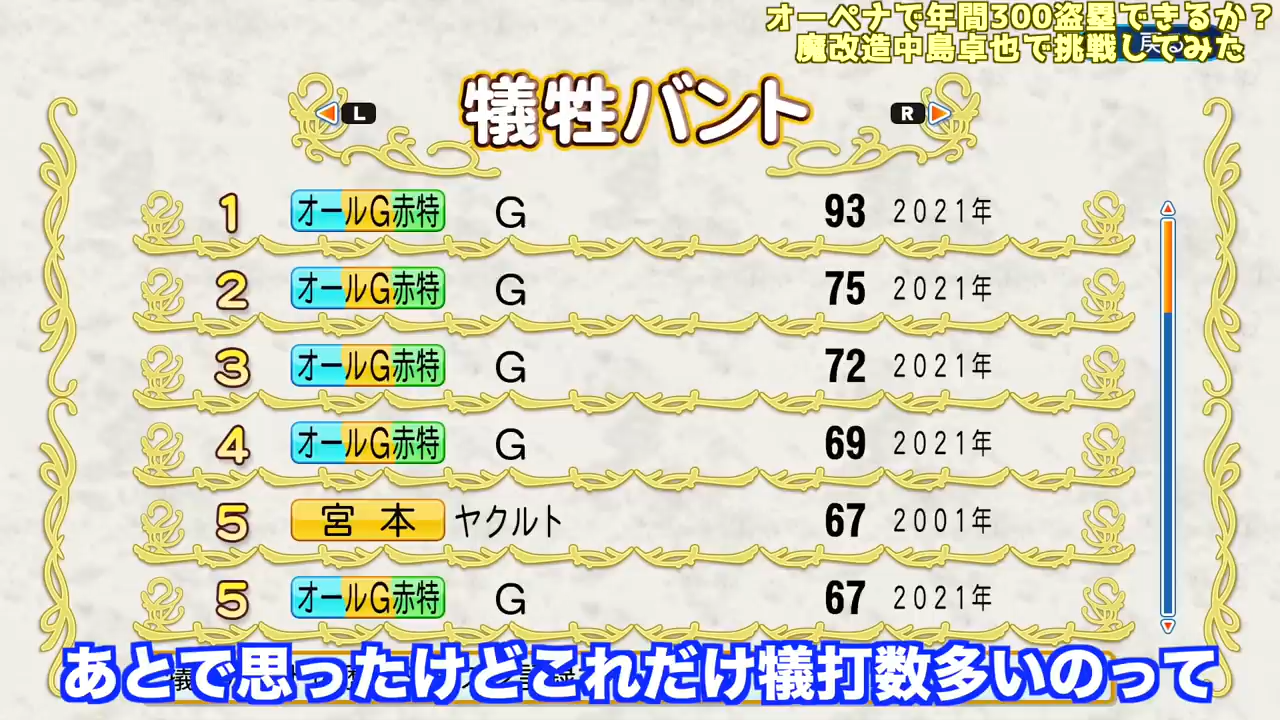 オーペナで年間300盗塁できるか？
魔改造中島卓也で挑戦してみた
戻る
L 犠牲バント R
1 オールG赤特 G 93 2021年
2 オールG赤特 G 75 2021年
3 オールG赤特 G 72 2021年
4 オールG赤特 G 69 2021年
5 宮本 ヤクルト 67 2001年
5 オールG赤特 G 67 2021年
あとで思ったけどこれだけ犠打数多いのって